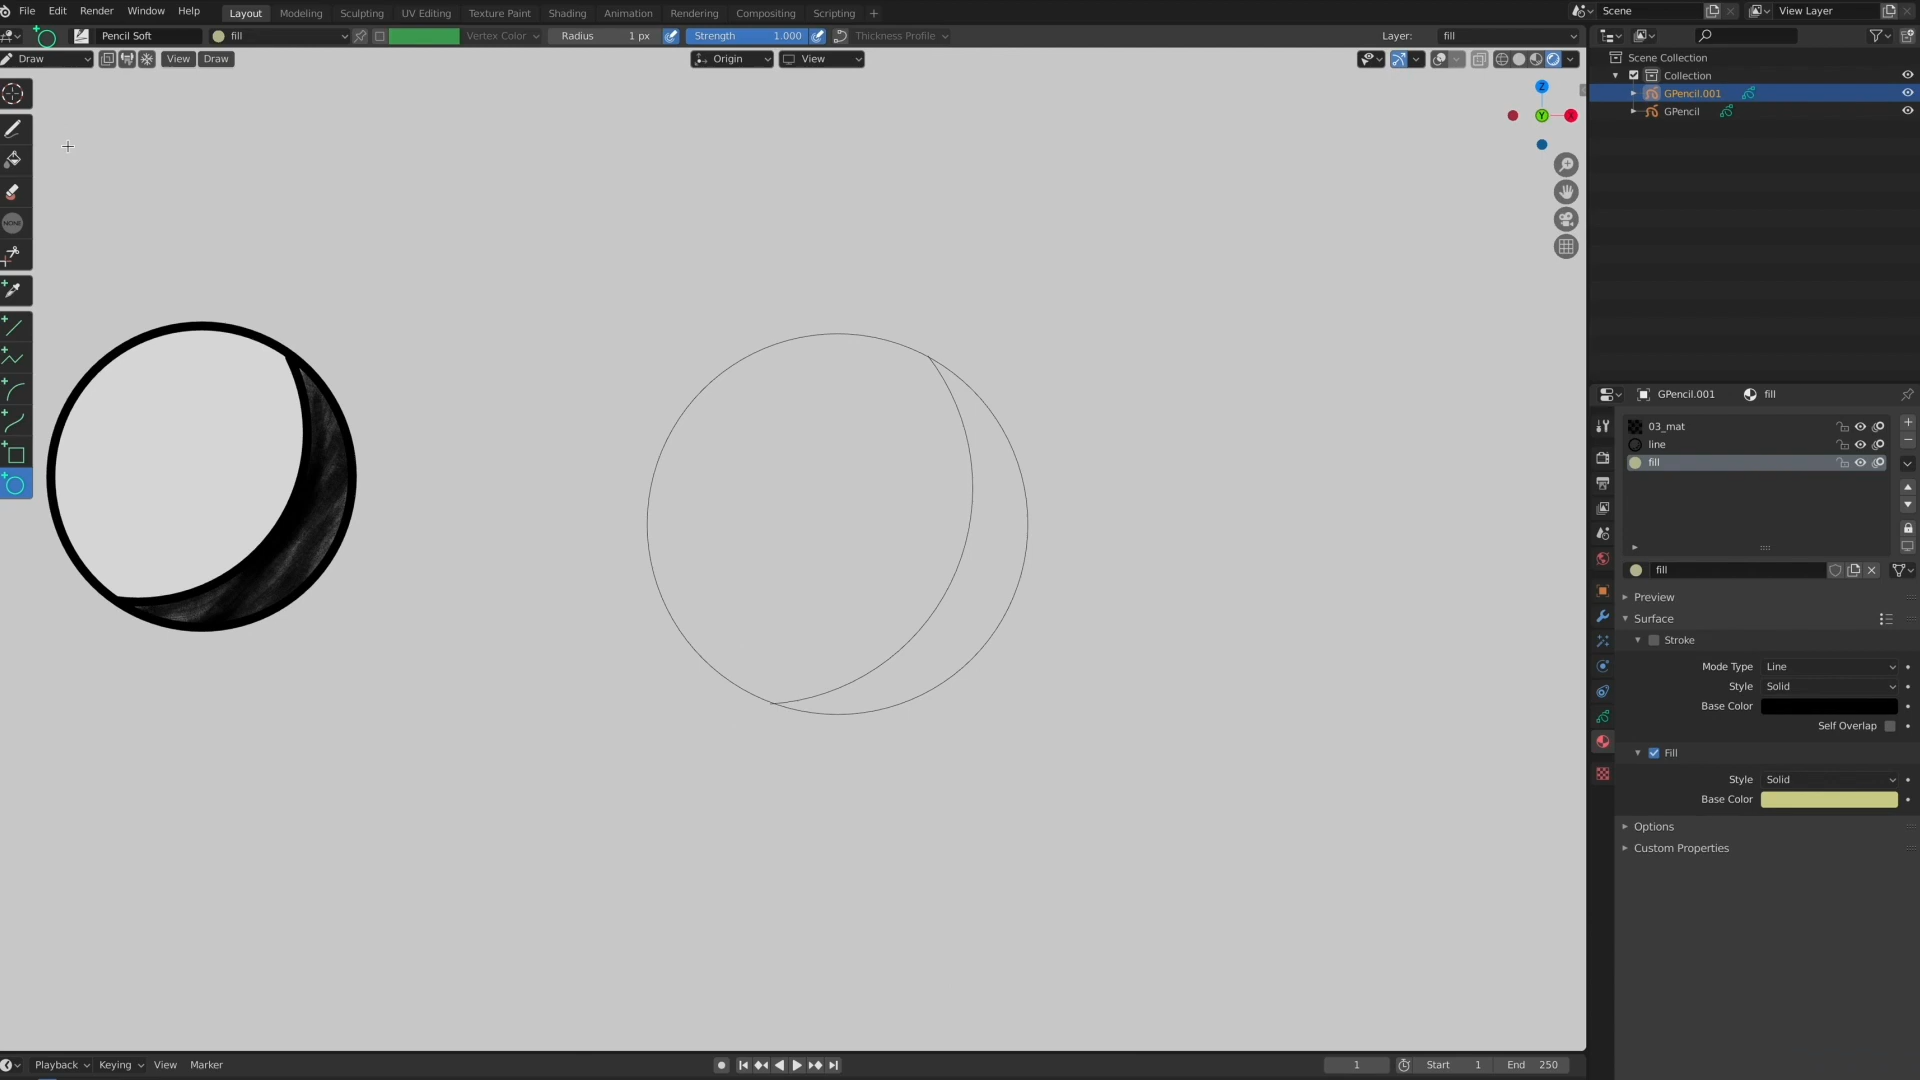 File Edit Render Window Help Layout Modeling Sculpting UV Editing Texture Paint Shading Animation Rendering Compositing Scripting + Scene View Layer
Pencil Soft fill Vertex Color Radius 1 px Strength 1.000 Thickness Profile Layer: fill
Draw View Draw Origin View
Scene Collection
Collection
GPencil.001
GPencil
Z
Y X
NONE
GPencil.001 fill
03_mat
line
fill
fill
Preview
Surface
Stroke
Mode Type Line
Style Solid
Base Color
Self Overlap
Fill
Style Solid
Base Color
Options
Custom Properties
Playback Keying View Marker 1 Start 1 End 250